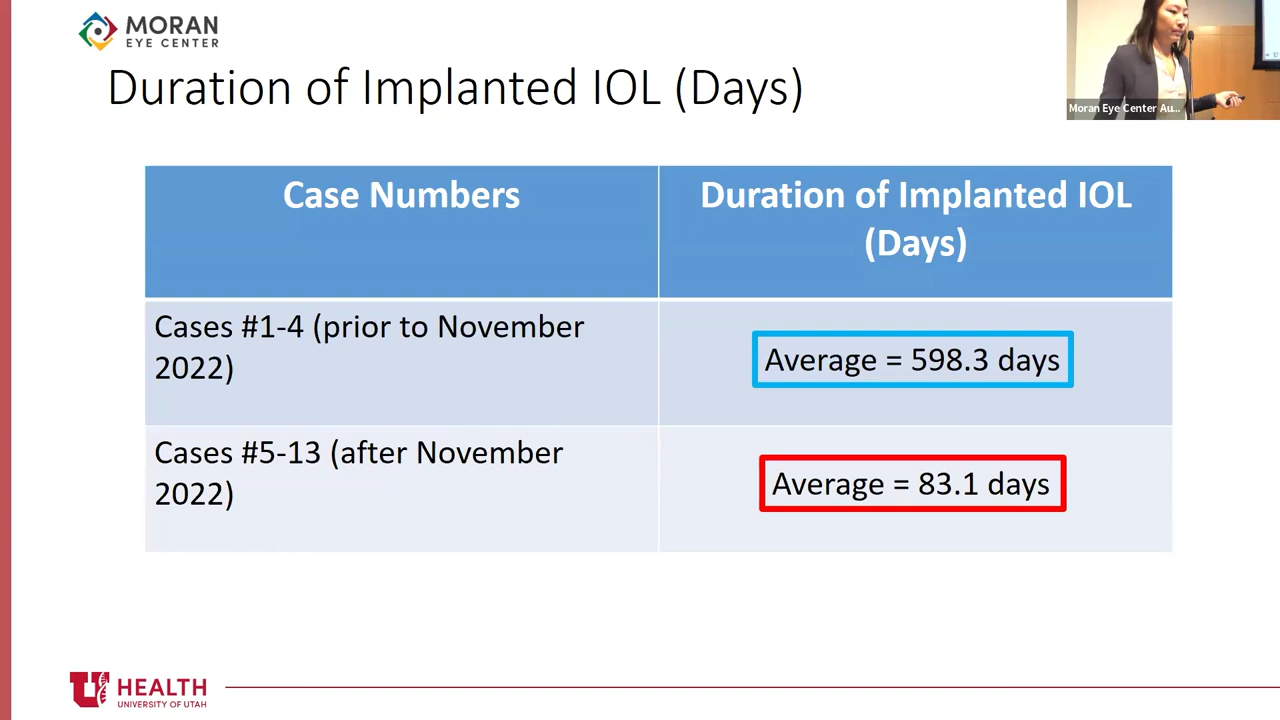 MORAN
EYE CENTER
Duration of Implanted IOL (Days)
Moran Eye Center Au...
Case Numbers
Duration of Implanted IOL
(Days)
Cases #1-4 (prior to November
2022)
Average = 598.3 days
Cases #5-13 (after November
2022)
Average = 83.1 days
U HEALTH
UNIVERSITY OF UTAH